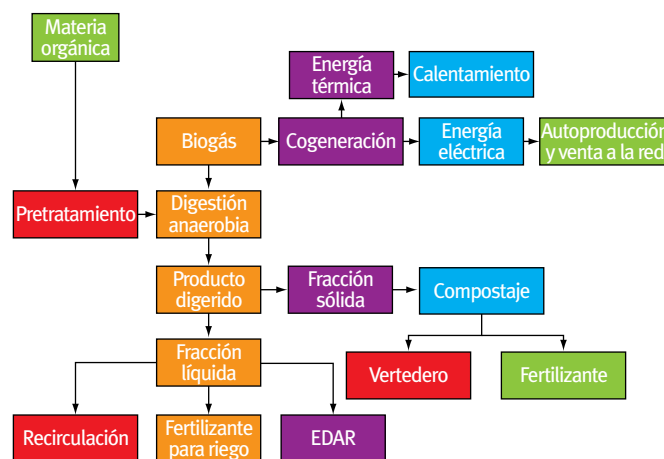 Materia
orgánica
Energía
térmica
Calentamiento
Biogás
Cogeneración
Energía
eléctrica
Autoproducción
y venta a la red
Pretratamiento
Digestión
anaerobia
Producto
digerido
Fracción
sólida
Compostaje
Fracción
líquida
Vertedero
Fertilizante
Recirculación
Fertilizante
para riego
EDAR